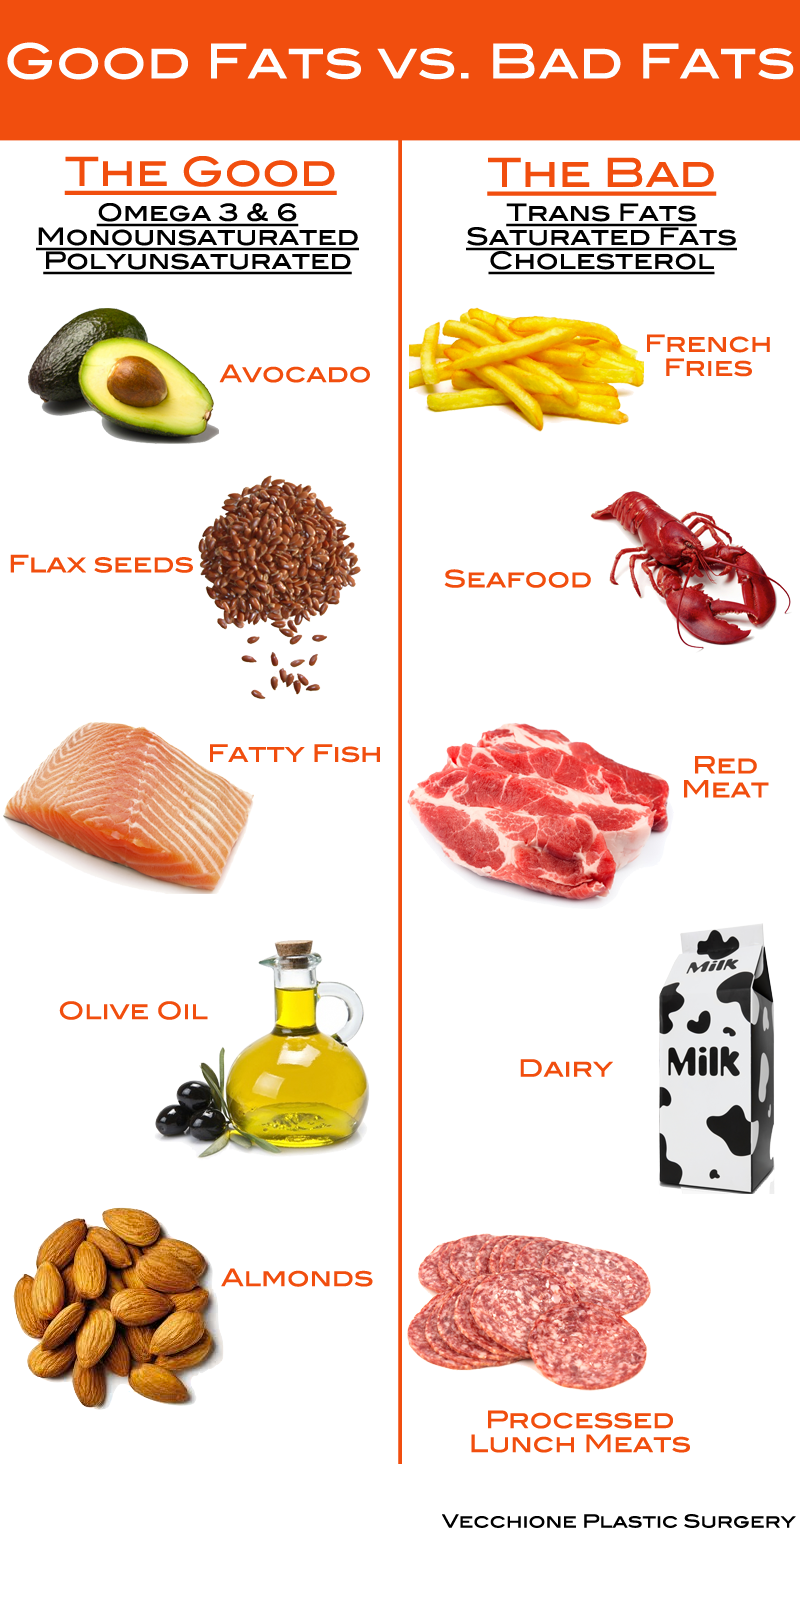 Good Fats vs. Bad Fats
The Good
Omega 3 & 6
Monounsaturated
Polyunsaturated
Avocado
Flax seeds
Fatty Fish
Olive Oil
Almonds
The Bad
Trans Fats
Saturated Fats
Cholesterol
French
Fries
Seafood
Red
Meat
Milk
Milk
Dairy
Processed
Lunch Meats
Vecchione Plastic Surgery